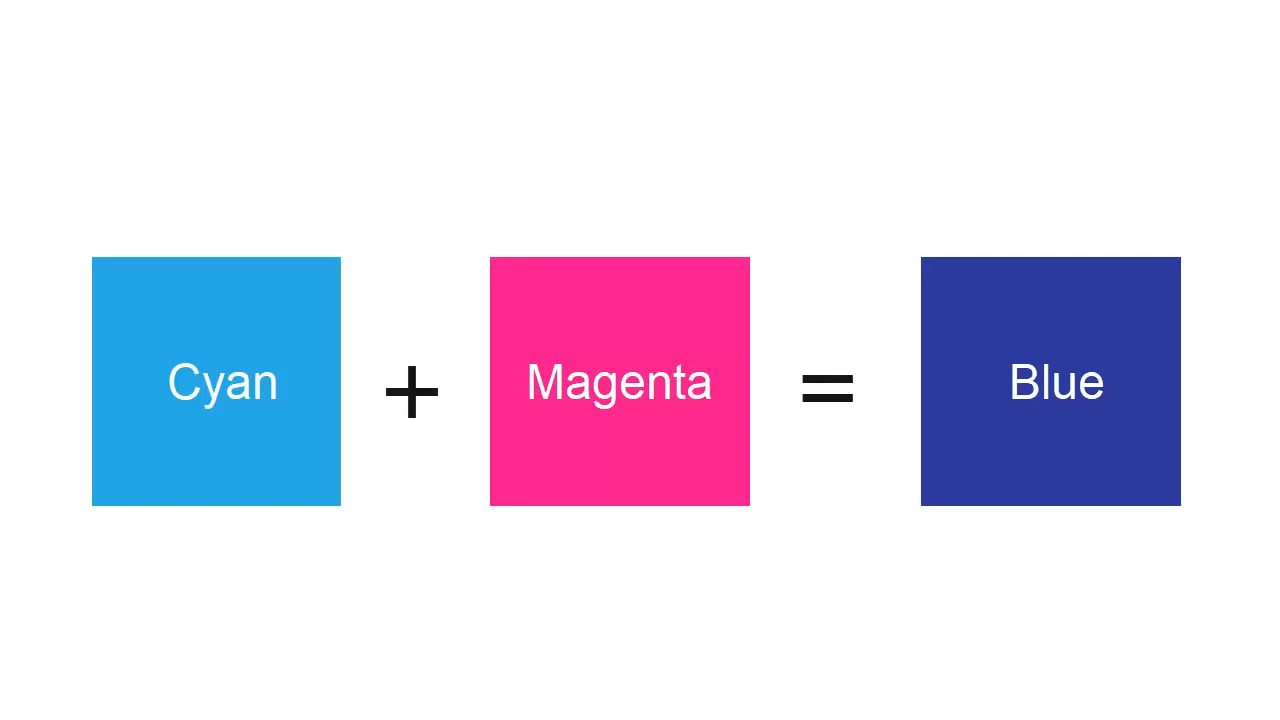 Cyan + Magenta = Blue